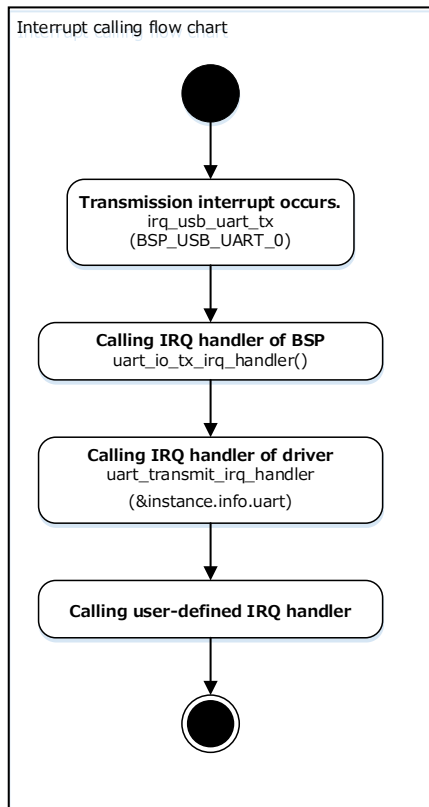 Interrupt calling flow chart
Transmission interrupt occurs.
irq_usb_uart_tx
(BSP_USB_UART_0)
Calling IRQ handler of BSP
uart_io_tx_irq_handler()
Calling IRQ handler of driver
uart_transmit_irq_handler
(&instance.info.uart)
Calling user-defined IRQ handler